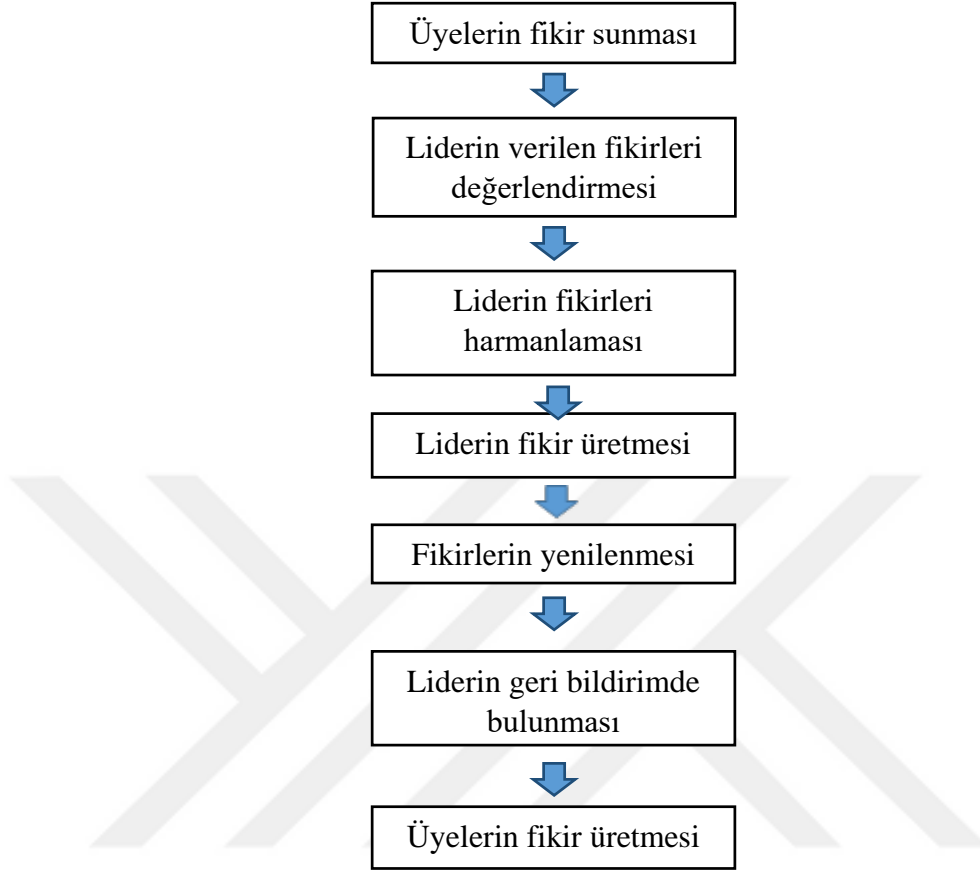 Üyelerin fikir sunması
Liderin verilen fikirleri
değerlendirmesi
Liderin fikirleri
harmanlaması
Liderin fikir üretmesi
Fikirlerin yenilenmesi
Liderin geri bildirimde
bulunması
Üyelerin fikir üretmesi